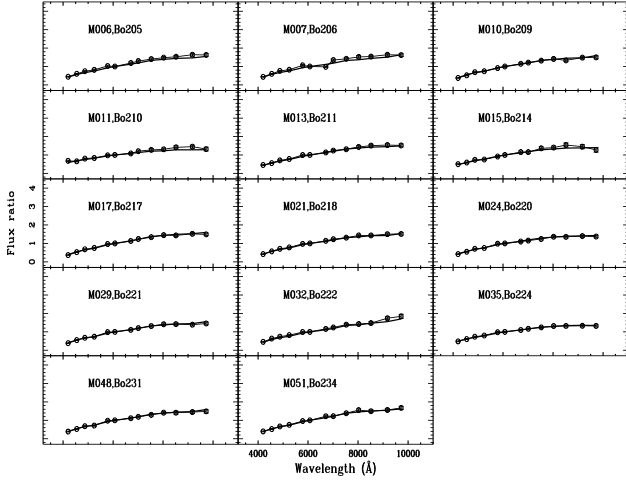 M006,Bo205
M007,Bo206
M010,Bo209
M011,Bo210
M013,Bo211
M015,Bo214
M017,Bo217
M021,Bo218
M024,Bo220
M029,Bo221
M032,Bo222
M035,Bo224
M048,Bo231
M051,Bo234
Flux ratio
4
3
2
1
0
4000 6000 8000 10000
Wavelength (Å)